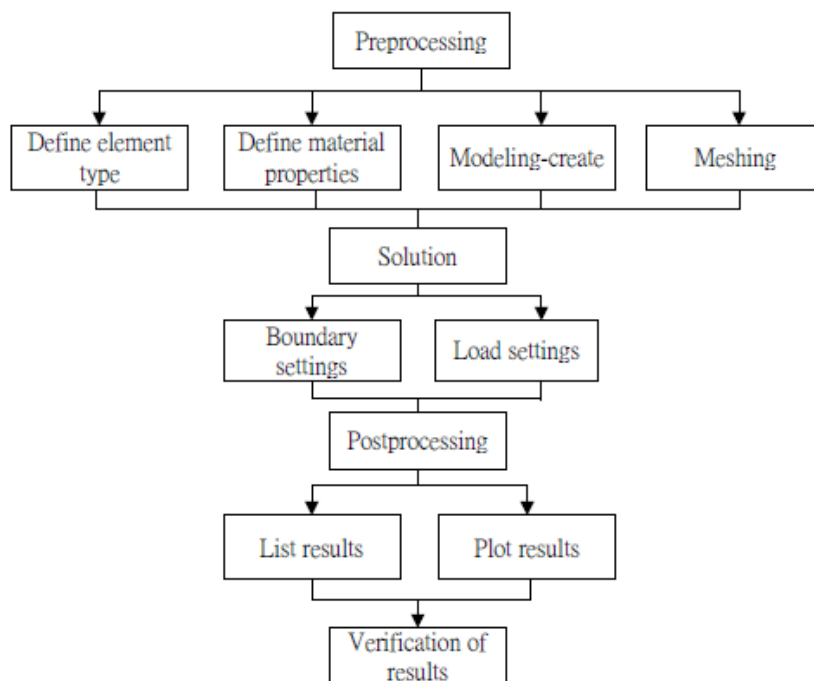 Preprocessing
Define element
type
Define material
properties
Modeling-create
Meshing
Solution
Boundary
settings
Load settings
Postprocessing
List results
Plot results
Verification of
results